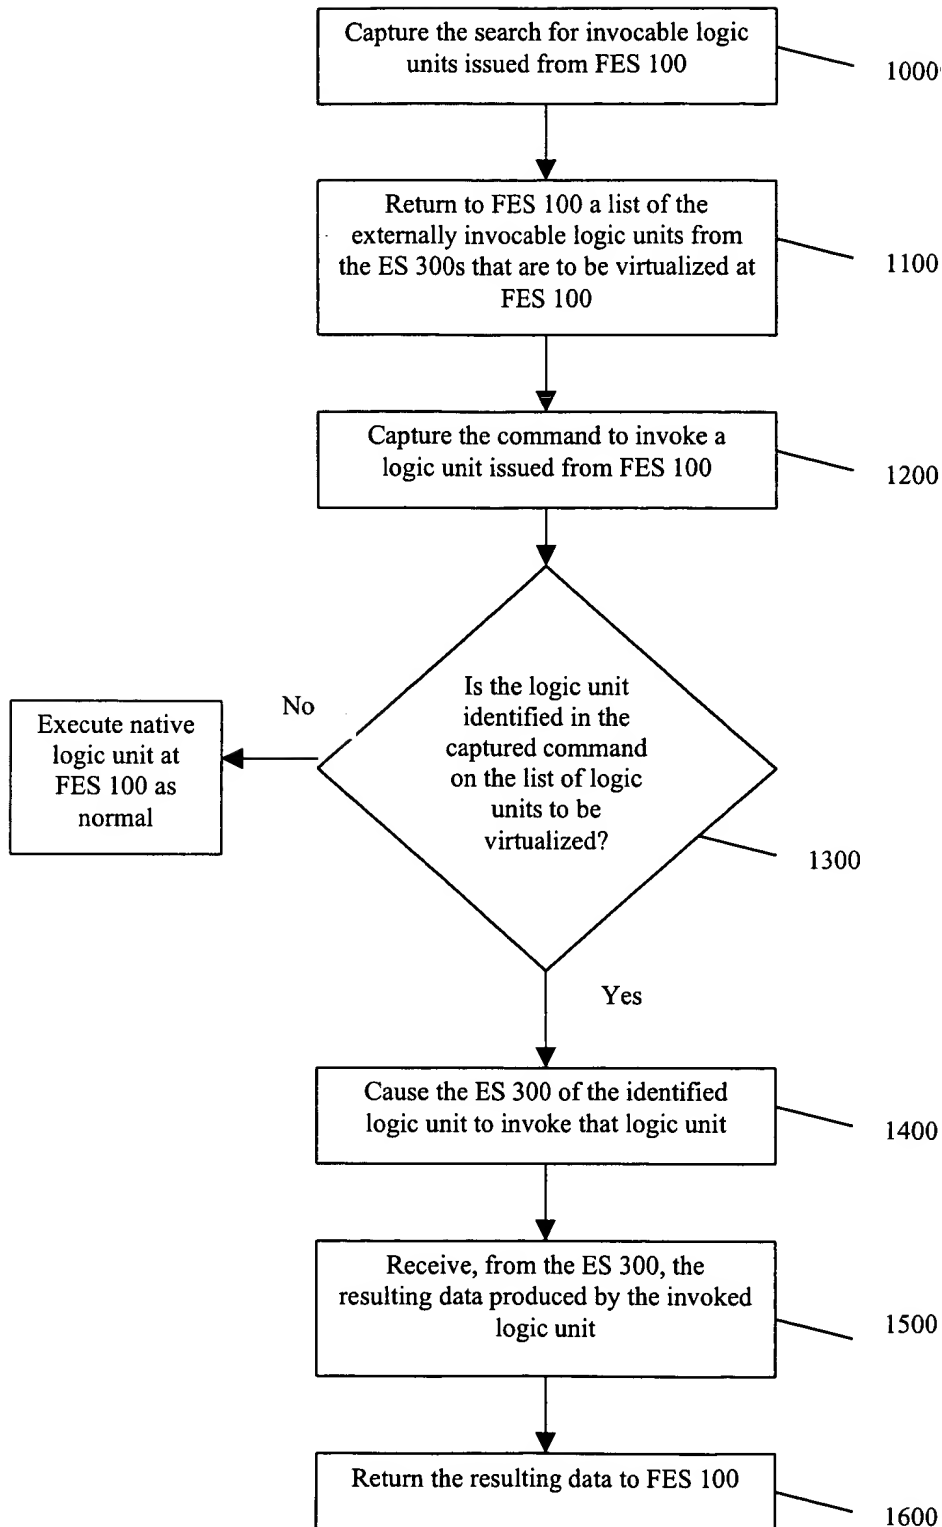 Capture the search for invocable logic
units issued from FES 100
1000
Return to FES 100 a list of the
externally invocable logic units from
the ES 300s that are to be virtualized at
FES 100
1100
Capture the command to invoke a
logic unit issued from FES 100
1200
Is the logic unit
identified in the
captured command
on the list of logic
units to be
virtualized?
1300
No
Execute native
logic unit at
FES 100 as
normal
Yes
Cause the ES 300 of the identified
logic unit to invoke that logic unit
1400
Receive, from the ES 300, the
resulting data produced by the invoked
logic unit
1500
Return the resulting data to FES 100
1600